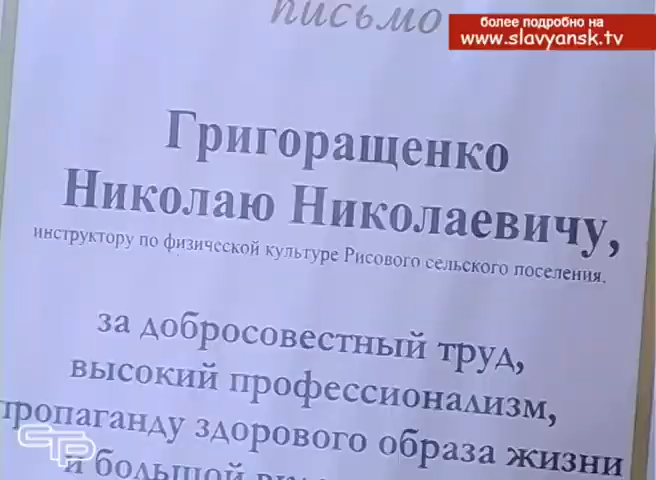 письмо
более подробно на
www.slavyansk.tv
Григоращенко
Николаю Николаевичу,
инструктору по физической культуре Рисового сельского поселения,
за добросовестный труд,
высокий профессионализм,
пропаганду здорового образа жизни
и большой